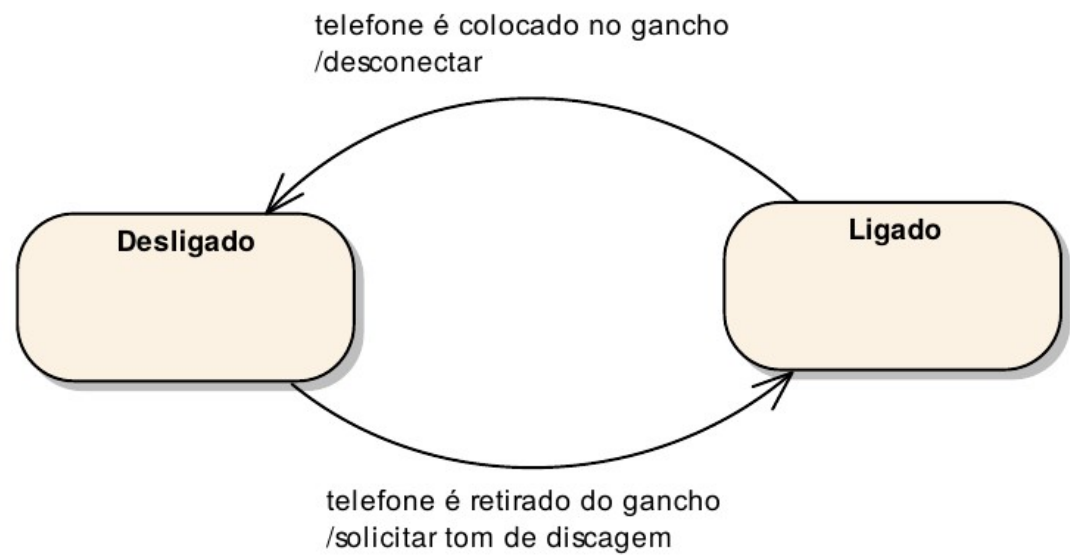 telefone é colocado no gancho
/desconectar
Desligado
Ligado
telefone é retirado do gancho
/solicitar tom de discagem